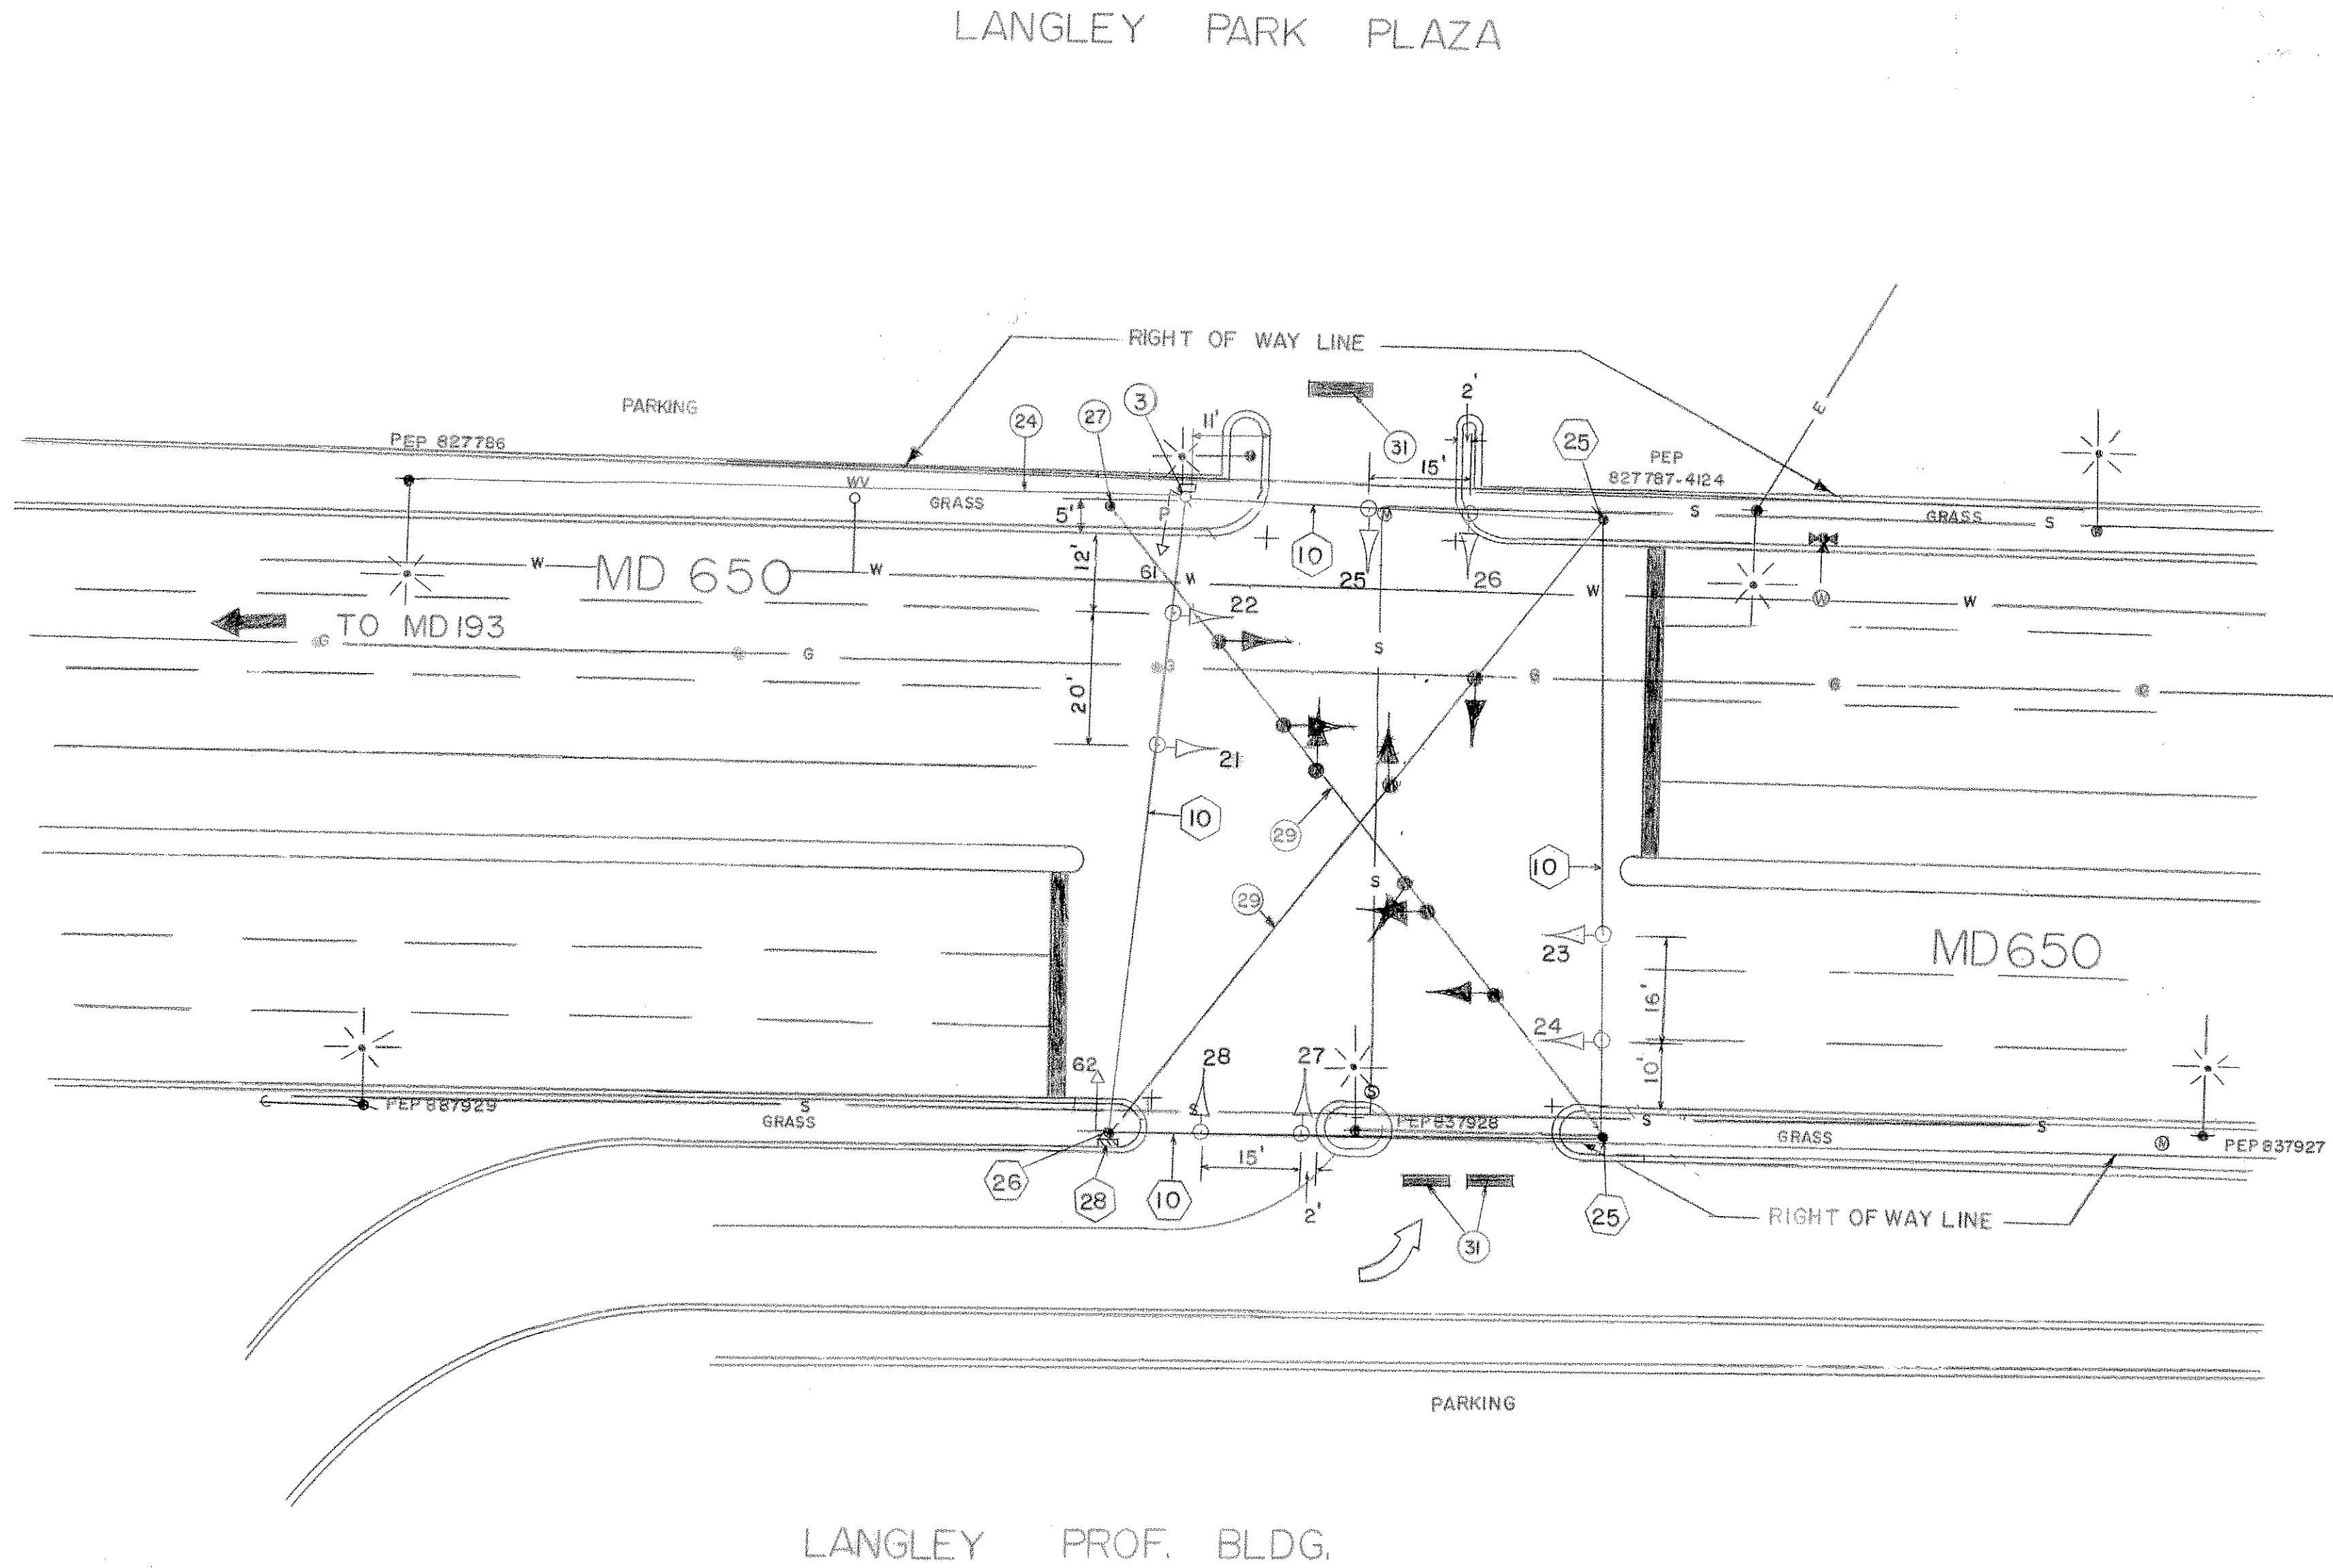 LANGLEY PARK PLAZA
RIGHT OF WAY LINE
PARKING
2'
3
27
24
11'
31
25
E
PEP 827786
15'
PEP
827787-4124
WV
GRASS
5'
P
S
GRASS
S
10
12'
MD 650
W
W
61
W
25
26
W
W
W
22
TO MD193
G
G
G
S
G
G
G
20'
21
10
29
10
S
29
23
MD650
16'
24
10'
28
27
62
S
PEP 887929
S
GRASS
S
PEP 837928
S
GRASS
S
M
PEP 837927
15'
26
28
10
2'
25
RIGHT OF WAY LINE
31
PARKING
LANGLEY PROF. BLDG.